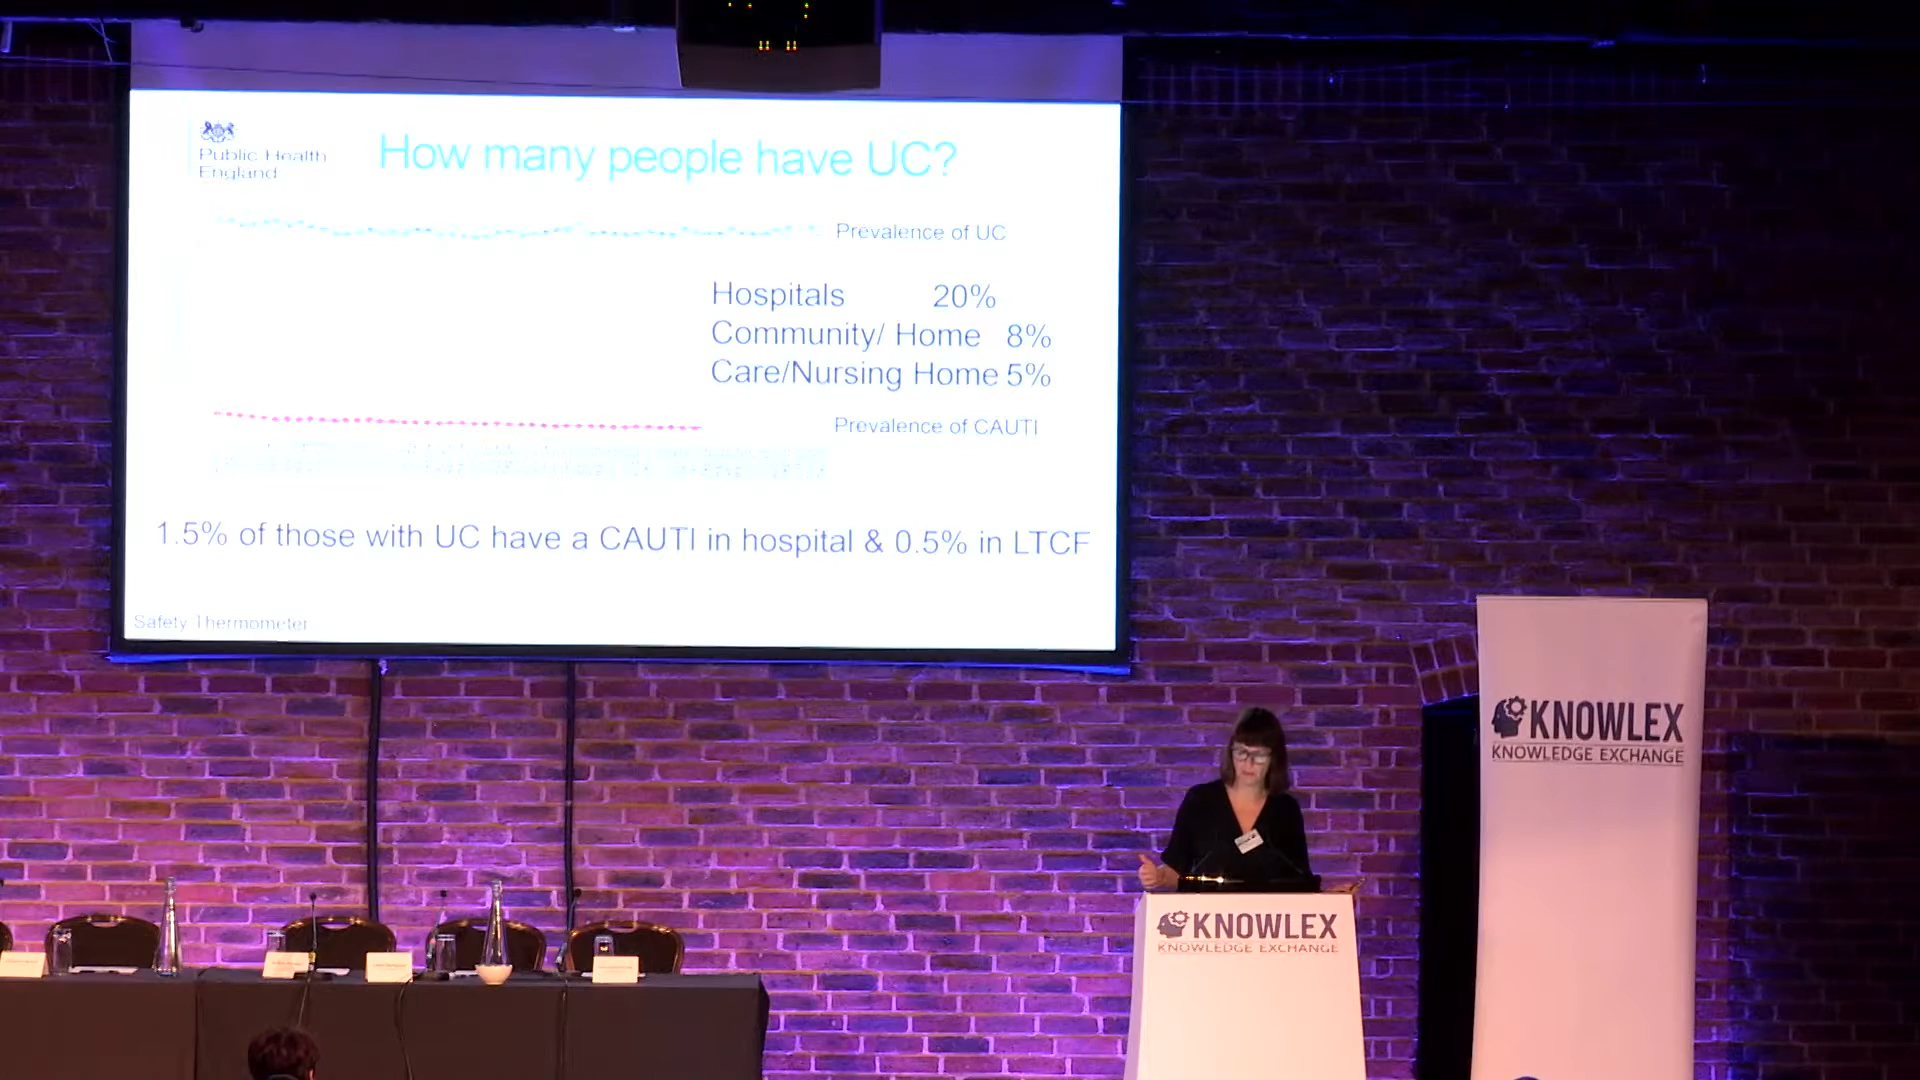 Public Health
England
How many people have UC?
Prevalence of UC
Hospitals 20%
Community/ Home 8%
Care/Nursing Home 5%
Prevalence of CAUTI
1.5% of those with UC have a CAUTI in hospital & 0.5% in LTCF
Safety Thermometer
KNOWLEX
KNOWLEDGE EXCHANGE
KNOWLEX
KNOWLEDGE EXCHANGE